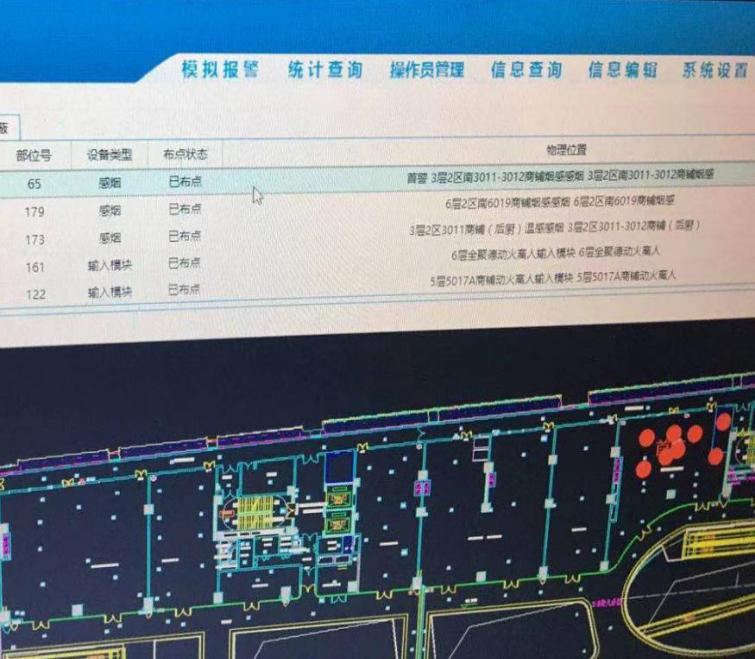 模拟报警 统计查询 操作员管理 信息查询 信息编辑 系统设置
蔽
部位号 设备类型 布点状态 物理位置
65 感烟 已布点 首警 3层2区南3011-3012商铺烟感感烟 3层2区南3011-3012商铺烟感
179 感烟 已布点 6层2区南6019商铺烟感感烟 6层2区南6019商铺烟感
173 感烟 已布点 3层2区3011商铺（后厨）温感感烟 3层2区3011-3012商铺（后厨）
161 输入模块 已布点 6层全聚德动火离人输入模块 6层全聚德动火离人
122 输入模块 已布点 5层5017A商铺动火离人输入模块 5层5017A商铺动火离人